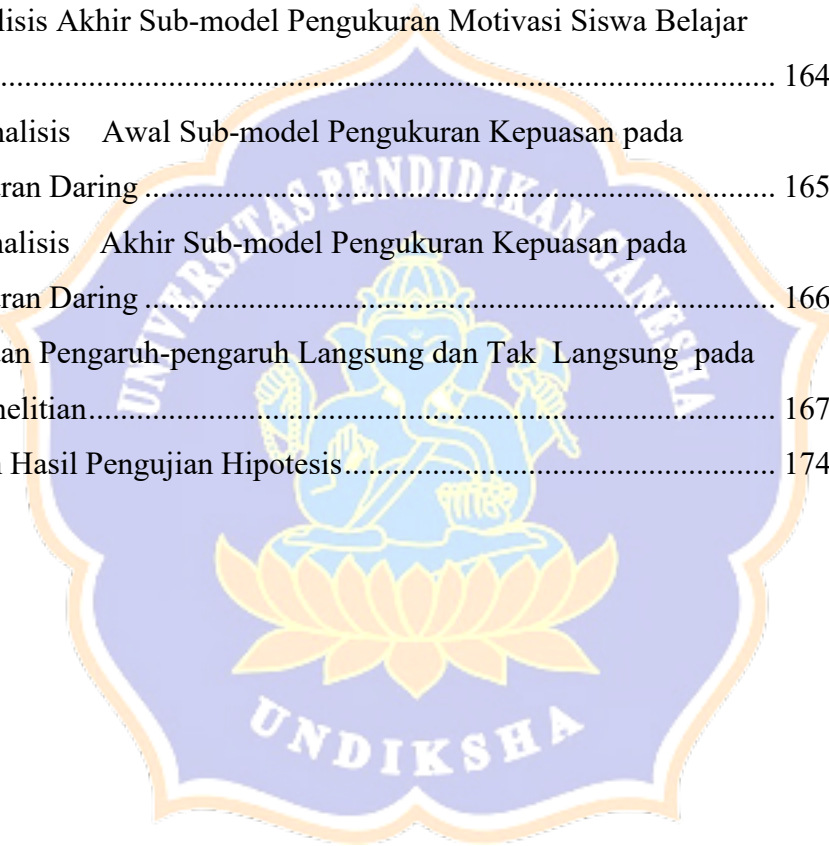 lisis Akhir Sub-model Pengukuran Motivasi Siswa Belajar
.................................................................................................. 164
nalisis Awal Sub-model Pengukuran Kepuasan pada
ran Daring ............................................................................... 165
nalisis Akhir Sub-model Pengukuran Kepuasan pada
ran Daring ............................................................................... 166
an Pengaruh-pengaruh Langsung dan Tak Langsung pada
nelitian...................................................................................... 167
Hasil Pengujian Hipotesis...................................................... 174
UNIVERSITAS PENDIDIKAN GANESHA
UNDIKSHA